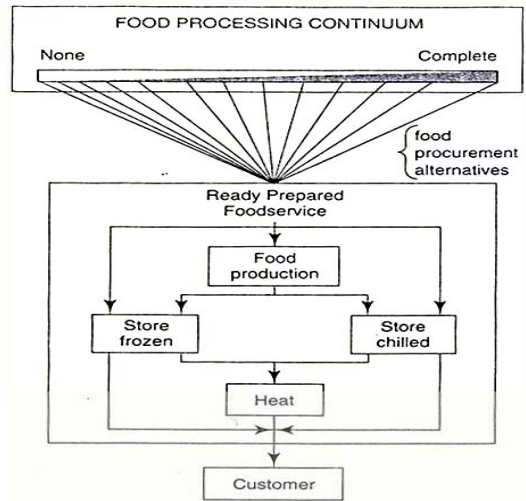 FOOD PROCESSING CONTINUUM
None
Complete
food
procurement
alternatives
Ready Prepared
Foodservice
Food
production
Store
frozen
Store
chilled
Heat
Customer